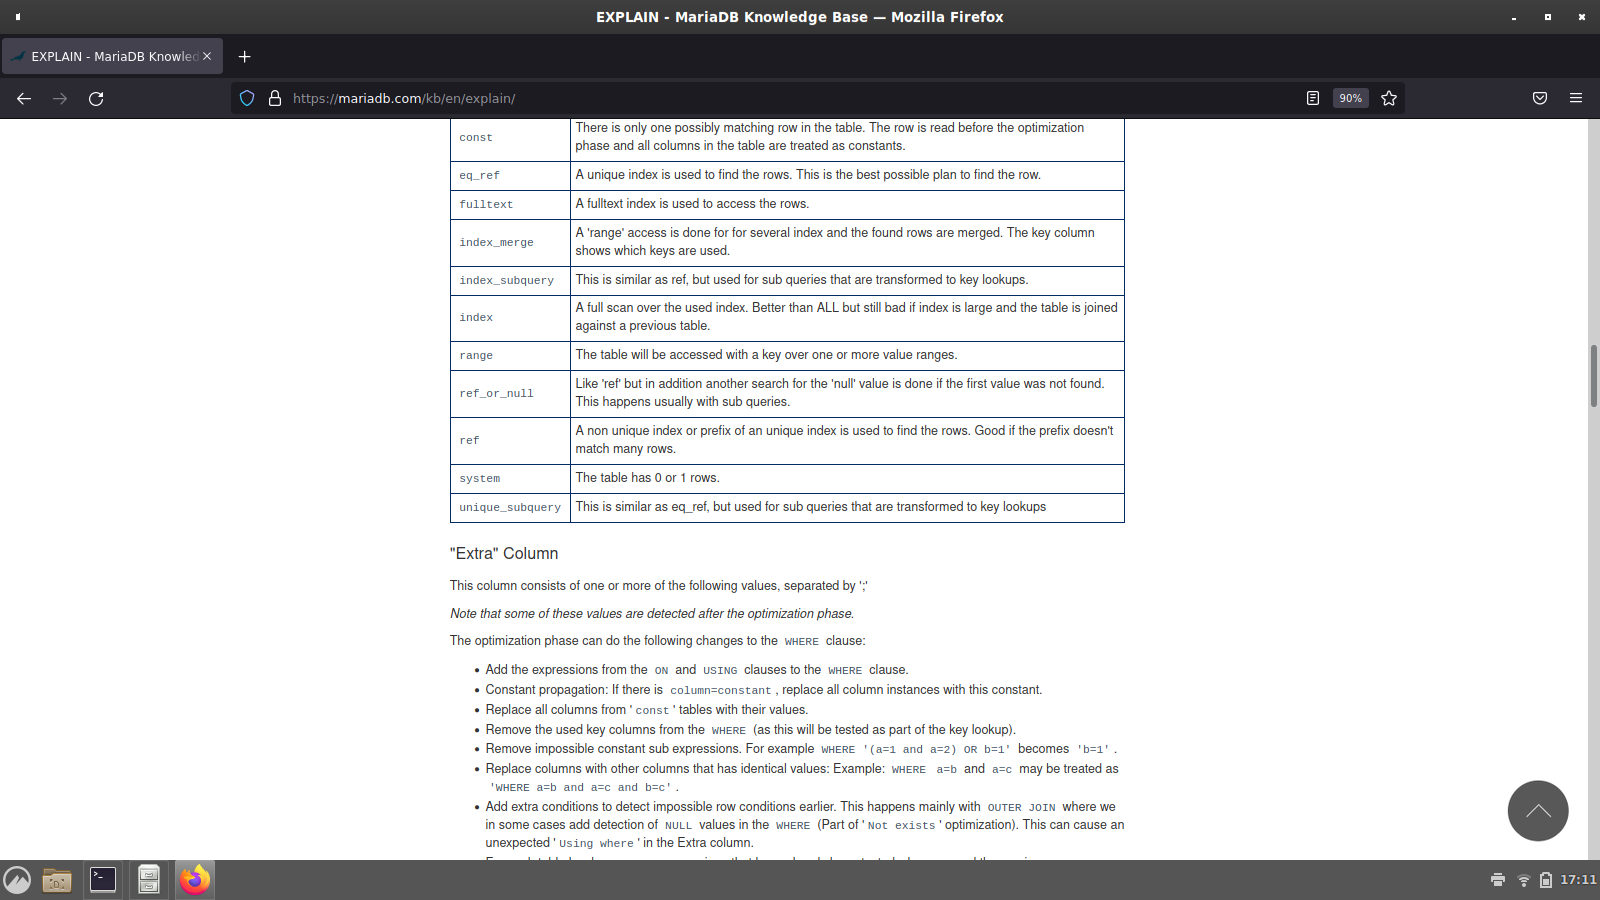 EXPLAIN - MariaDB Knowledge Base — Mozilla Firefox
EXPLAIN - MariaDB Knowled
https://mariadb.com/kb/en/explain/
90%
const
There is only one possibly matching row in the table. The row is read before the optimization
phase and all columns in the table are treated as constants.
eq_ref
A unique index is used to find the rows. This is the best possible plan to find the row.
fulltext
A fulltext index is used to access the rows.
index_merge
A 'range' access is done for for several index and the found rows are merged. The key column
shows which keys are used.
index_subquery
This is similar as ref, but used for sub queries that are transformed to key lookups.
index
A full scan over the used index. Better than ALL but still bad if index is large and the table is joined
against a previous table.
range
The table will be accessed with a key over one or more value ranges.
ref_or_null
Like 'ref' but in addition another search for the 'null' value is done if the first value was not found.
This happens usually with sub queries.
ref
A non unique index or prefix of an unique index is used to find the rows. Good if the prefix doesn't
match many rows.
system
The table has 0 or 1 rows.
unique_subquery
This is similar as eq_ref, but used for sub queries that are transformed to key lookups
"Extra" Column
This column consists of one or more of the following values, separated by ';'
Note that some of these values are detected after the optimization phase.
The optimization phase can do the following changes to the WHERE clause:
• Add the expressions from the ON and USING clauses to the WHERE clause.
• Constant propagation: If there is column=constant, replace all column instances with this constant.
• Replace all columns from 'const' tables with their values.
• Remove the used key columns from the WHERE (as this will be tested as part of the key lookup).
• Remove impossible constant sub expressions. For example WHERE '(a=1 and a=2) OR b=1' becomes 'b=1'.
• Replace columns with other columns that has identical values: Example: WHERE a=b and a=c may be treated as
'WHERE a=b and a=c and b=c'.
• Add extra conditions to detect impossible row conditions earlier. This happens mainly with OUTER JOIN where we
in some cases add detection of NULL values in the WHERE (Part of 'Not exists' optimization). This can cause an
unexpected 'Using where' in the Extra column.
17:11